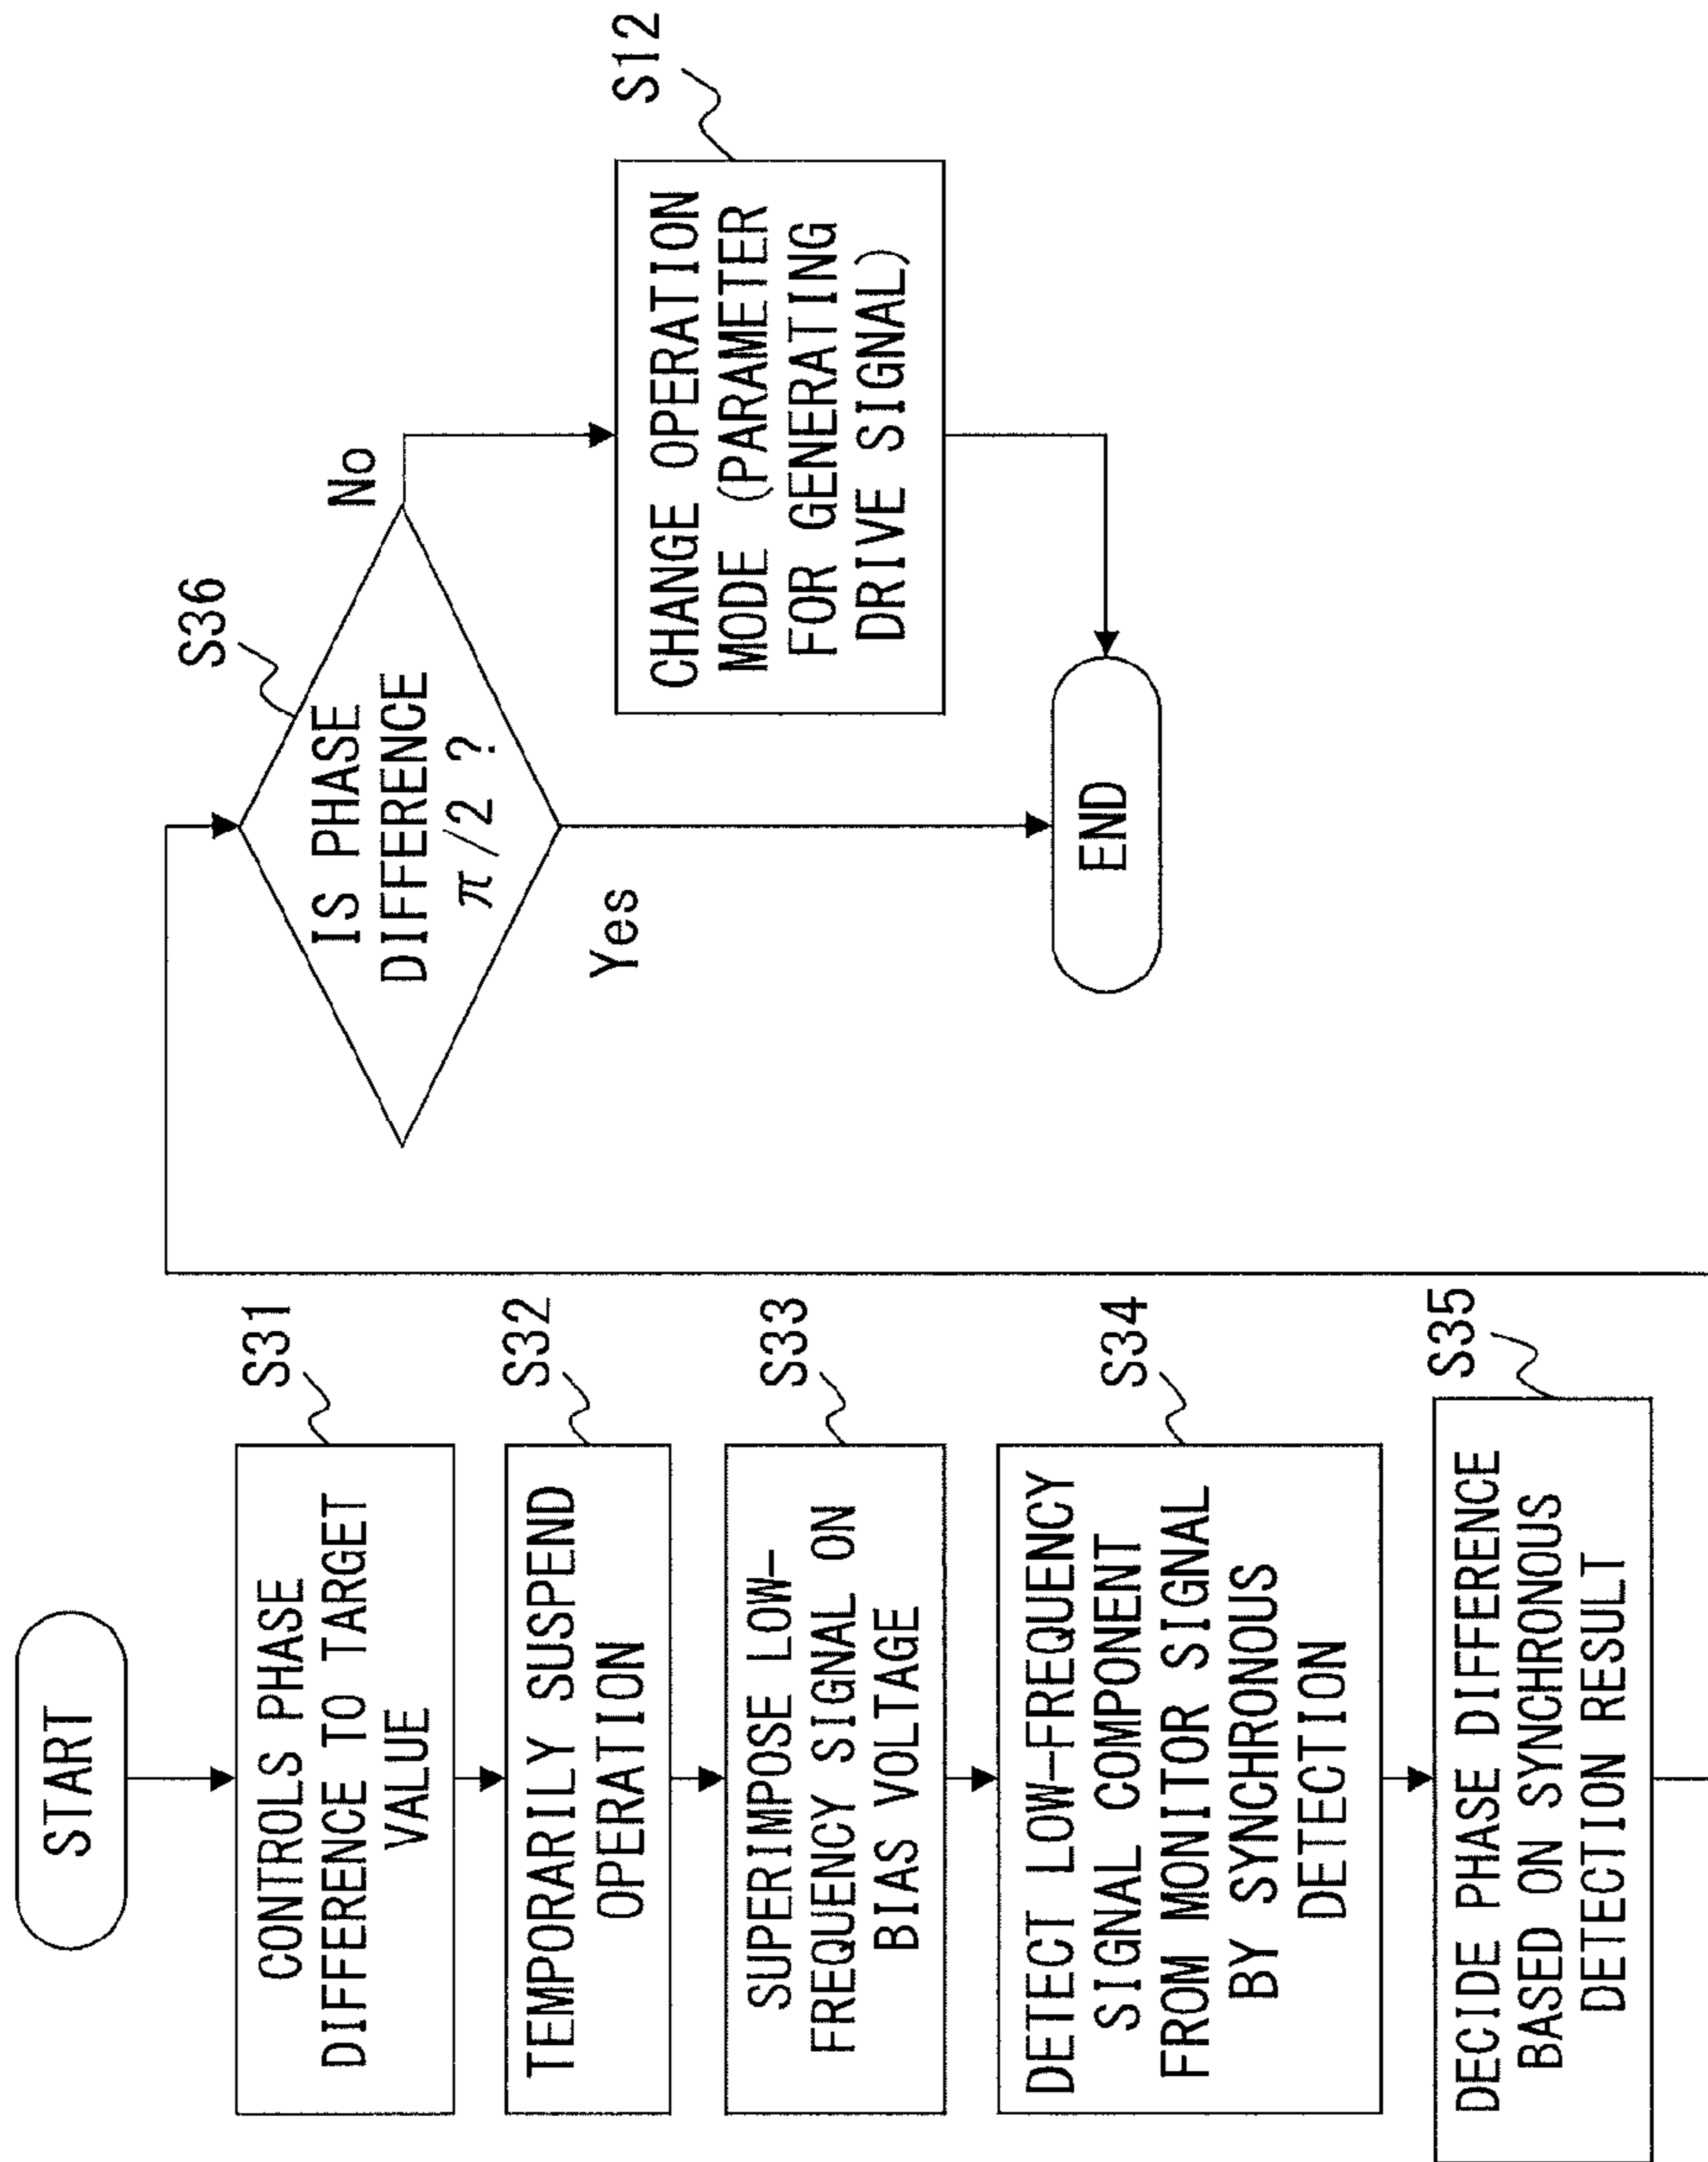 START
CONTROLS PHASE
DIFFERENCE TO TARGET
VALUE
S31
TEMPORARILY SUSPEND
OPERATION
S32
SUPERIMPOSE LOW-
FREQUENCY SIGNAL ON
BIAS VOLTAGE
S33
DETECT LOW-FREQUENCY
SIGNAL COMPONENT
FROM MONITOR SIGNAL
BY SYNCHRONOUS
DETECTION
S34
DECIDE PHASE DIFFERENCE
BASED ON SYNCHRONOUS
DETECTION RESULT
S35
IS PHASE
DIFFERENCE
π/2 ?
S36
No
Yes
CHANGE OPERATION
MODE (PARAMETER
FOR GENERATING
DRIVE SIGNAL)
S12
END